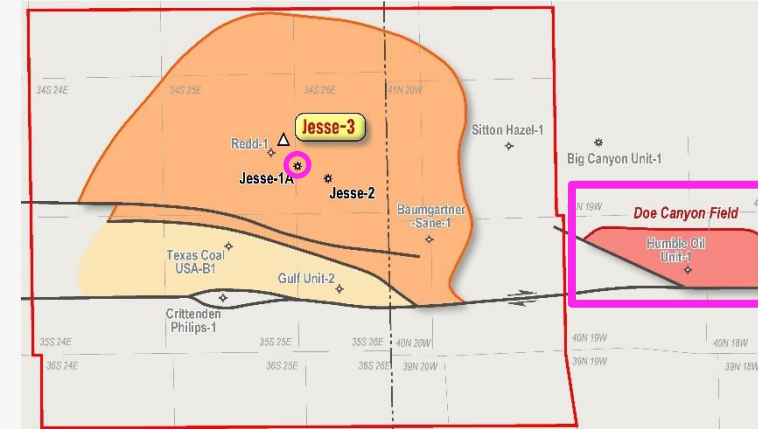 34S 24E
34S 25E
34S 26E
41N 20W
Jesse-3
Redd-1
Sitton Hazel-1
Big Canyon Unit-1
Jesse-1A
Jesse-2
N 19W
Baumgartner
-Sane-1
Doe Canyon Field
Humble Oil
Unit-1
Texas Coal
USA-B1
Gulf Unit-2
Crittenden
Philips-1
35S 24E
35S 25E
35S 26E
40N 20W
40N 19W
40N 18W
36S 24E
36S 25E
36S 26E
39N 20W
39N 19W
39N 18W